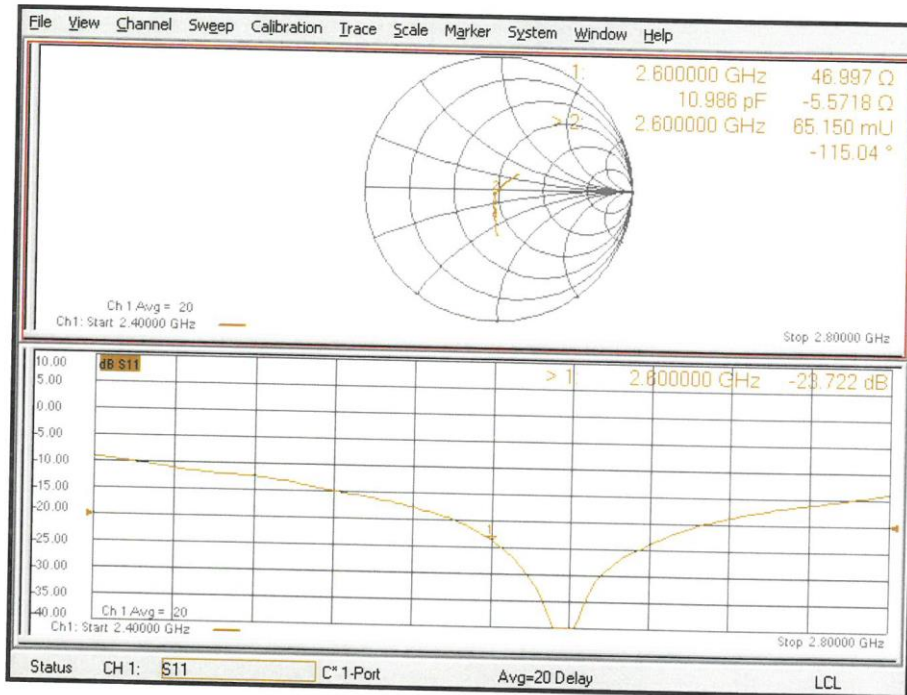 File View Channel Sweep Calibration Trace Scale Marker System Window Help
1: 2.600000 GHz 46.997 Ω
10.986 pF -5.5718 Ω
> 2: 2.600000 GHz 65.150 mU
-115.04 °
2
Ch 1 Avg = 20
Ch1: Start 2.40000 GHz
Stop 2.80000 GHz
10.00 dB S11
> 1: 2.600000 GHz -23.722 dB
5.00
0.00
-5.00
-10.00
-15.00
-20.00
1
-25.00
-30.00
-35.00
-40.00
Ch 1 Avg = 20
Ch1: Start 2.40000 GHz
Stop 2.80000 GHz
Status CH 1: S11 C* 1-Port Avg=20 Delay LCL